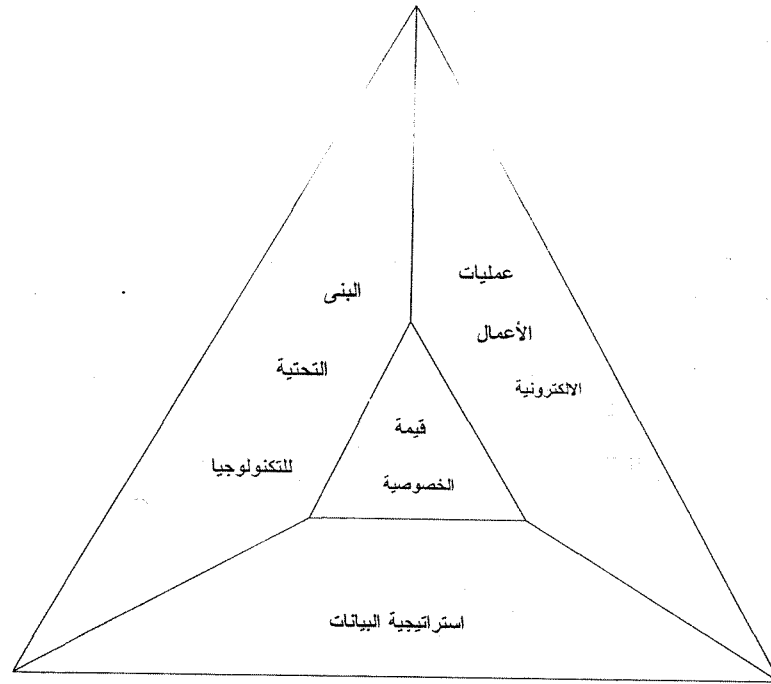 عمليات
الأعمال
الالكترونية
البنى
التحتية
للتكنولوجيا
قيمة
الخصوصية
استراتيجية البيانات